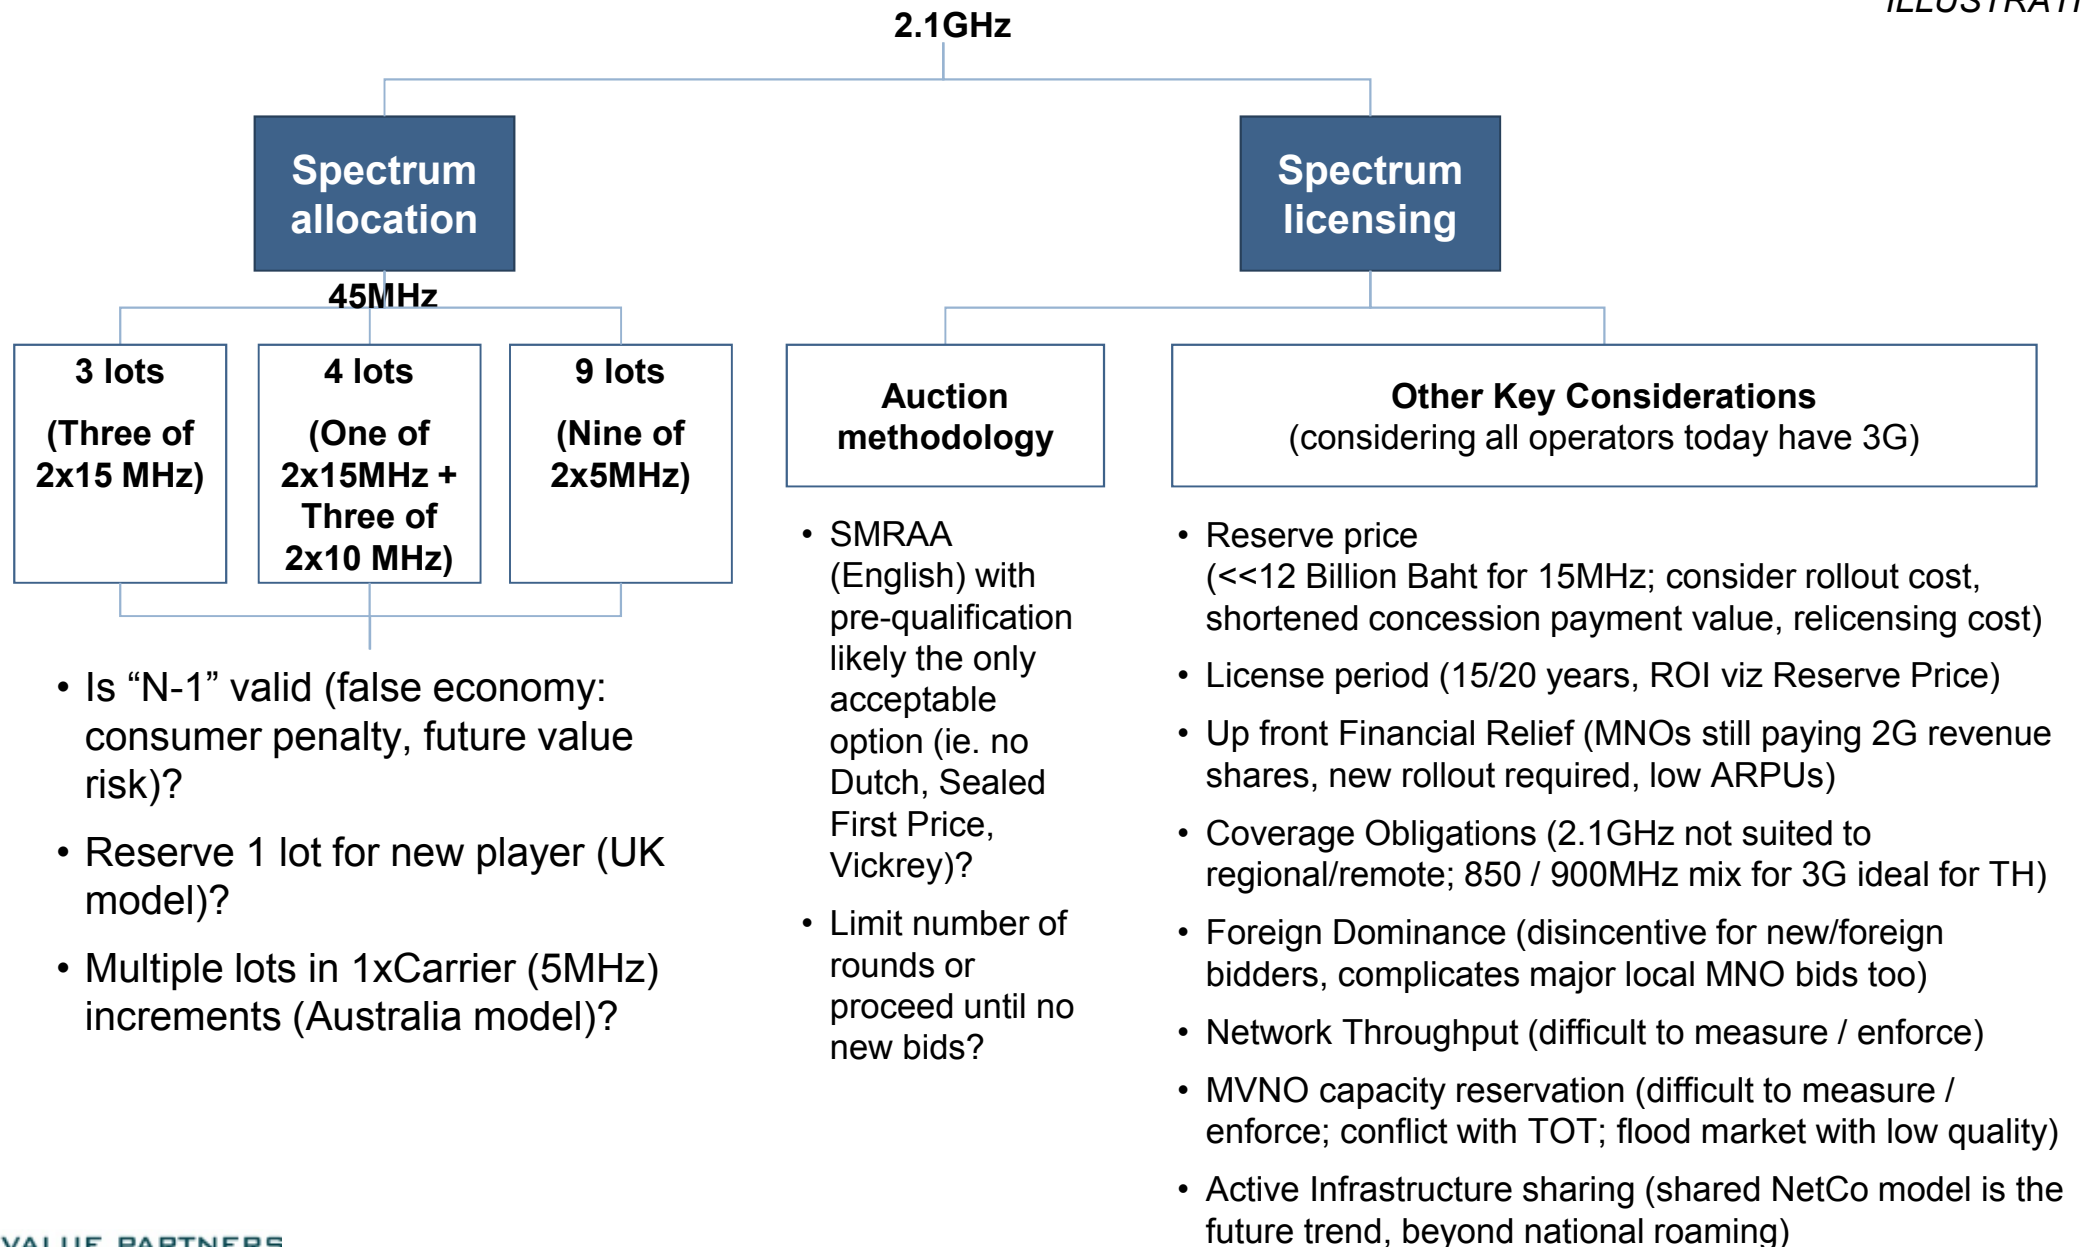 ILLUSTRATI
2.1GHz
Spectrum
allocation
Spectrum
licensing
45MHz
3 lots
(Three of
2x15 MHz)
4 lots
(One of
2x15MHz +
Three of
2x10 MHz)
9 lots
(Nine of
2x5MHz)
Auction
methodology
Other Key Considerations
(considering all operators today have 3G)
• Is “N-1” valid (false economy:
consumer penalty, future value
risk)?
• Reserve 1 lot for new player (UK
model)?
• Multiple lots in 1xCarrier (5MHz)
increments (Australia model)?
• SMRAA
(English) with
pre-qualification
likely the only
acceptable
option (ie. no
Dutch, Sealed
First Price,
Vickrey)?
• Limit number of
rounds or
proceed until no
new bids?
• Reserve price
(<<12 Billion Baht for 15MHz; consider rollout cost,
shortened concession payment value, relicensing cost)
• License period (15/20 years, ROI viz Reserve Price)
• Up front Financial Relief (MNOs still paying 2G revenue
shares, new rollout required, low ARPUs)
• Coverage Obligations (2.1GHz not suited to
regional/remote; 850 / 900MHz mix for 3G ideal for TH)
• Foreign Dominance (disincentive for new/foreign
bidders, complicates major local MNO bids too)
• Network Throughput (difficult to measure / enforce)
• MVNO capacity reservation (difficult to measure /
enforce; conflict with TOT; flood market with low quality)
• Active Infrastructure sharing (shared NetCo model is the
future trend, beyond national roaming)
VALUE PARTNERS